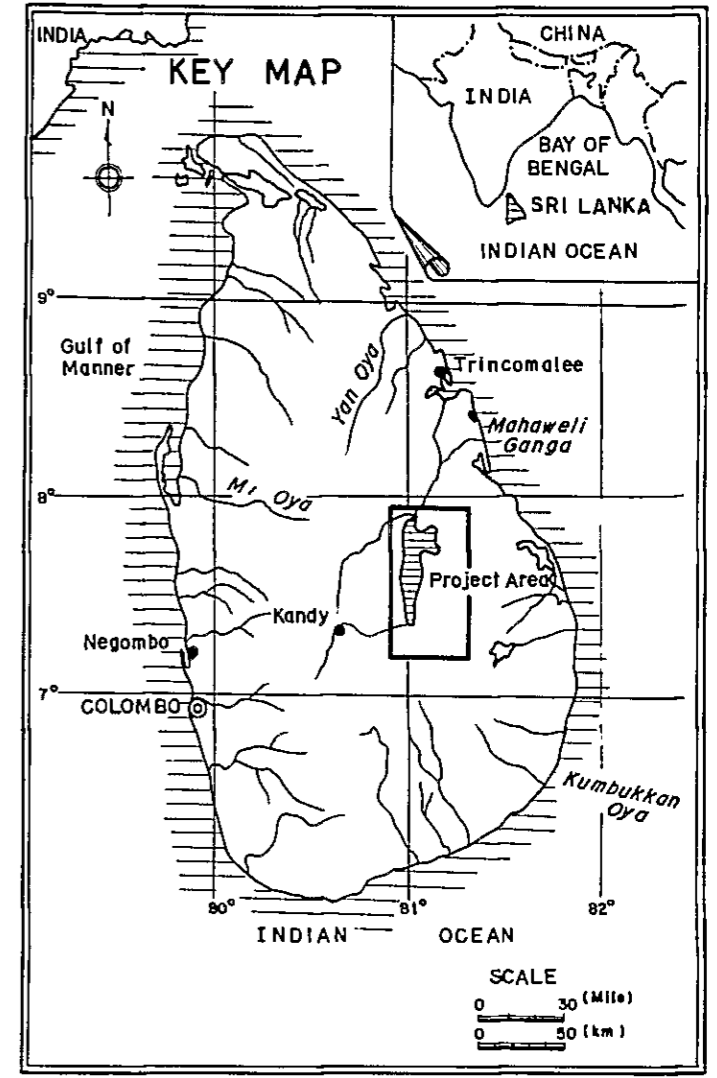 INDIA
KEY MAP
N
CHINA
INDIA
BAY OF
BENGAL
SRI LANKA
INDIAN OCEAN
9°
Gulf of
Manner
Yan Oya
Trincomalee
Mahaweli
Ganga
8°
Mi Oya
Project Area
Kandy
Negombo
7°
COLOMBO
Kumbukkan
Oya
80°
81°
82°
INDIAN OCEAN
SCALE
0 30 (Mile)
0 50 (km)